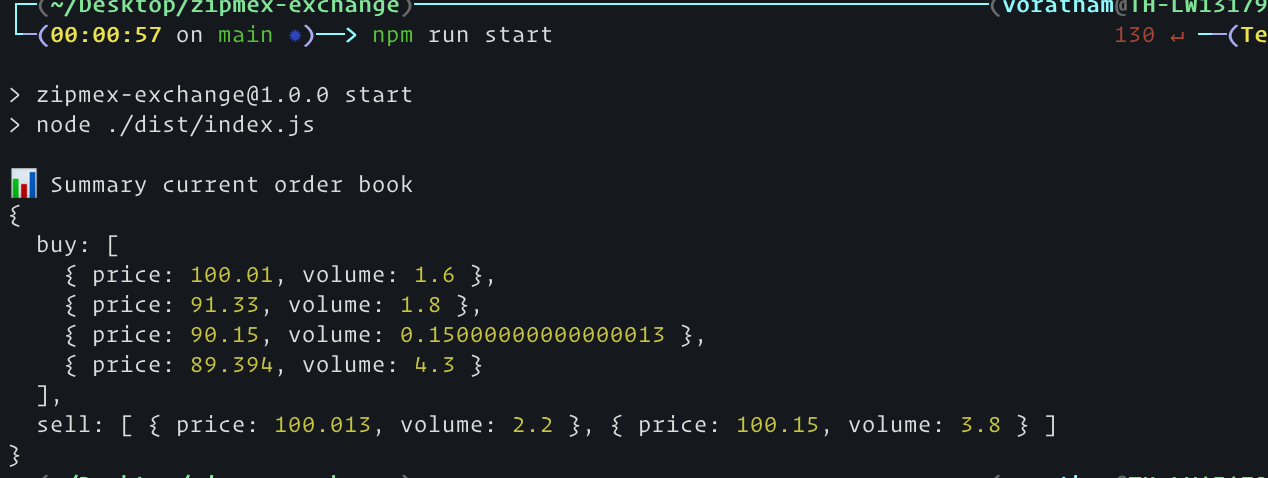 (~/Desktop/zipmex-exchange) (voratham@TH-LW13179
(00:00:57 on main ✹)──> npm run start 130 ↵ ──(Te
> zipmex-exchange@1.0.0 start
> node ./dist/index.js
📊 Summary current order book
{
buy: [
{ price: 100.01, volume: 1.6 },
{ price: 91.33, volume: 1.8 },
{ price: 90.15, volume: 0.15000000000000013 },
{ price: 89.394, volume: 4.3 }
],
sell: [ { price: 100.013, volume: 2.2 }, { price: 100.15, volume: 3.8 } ]
}